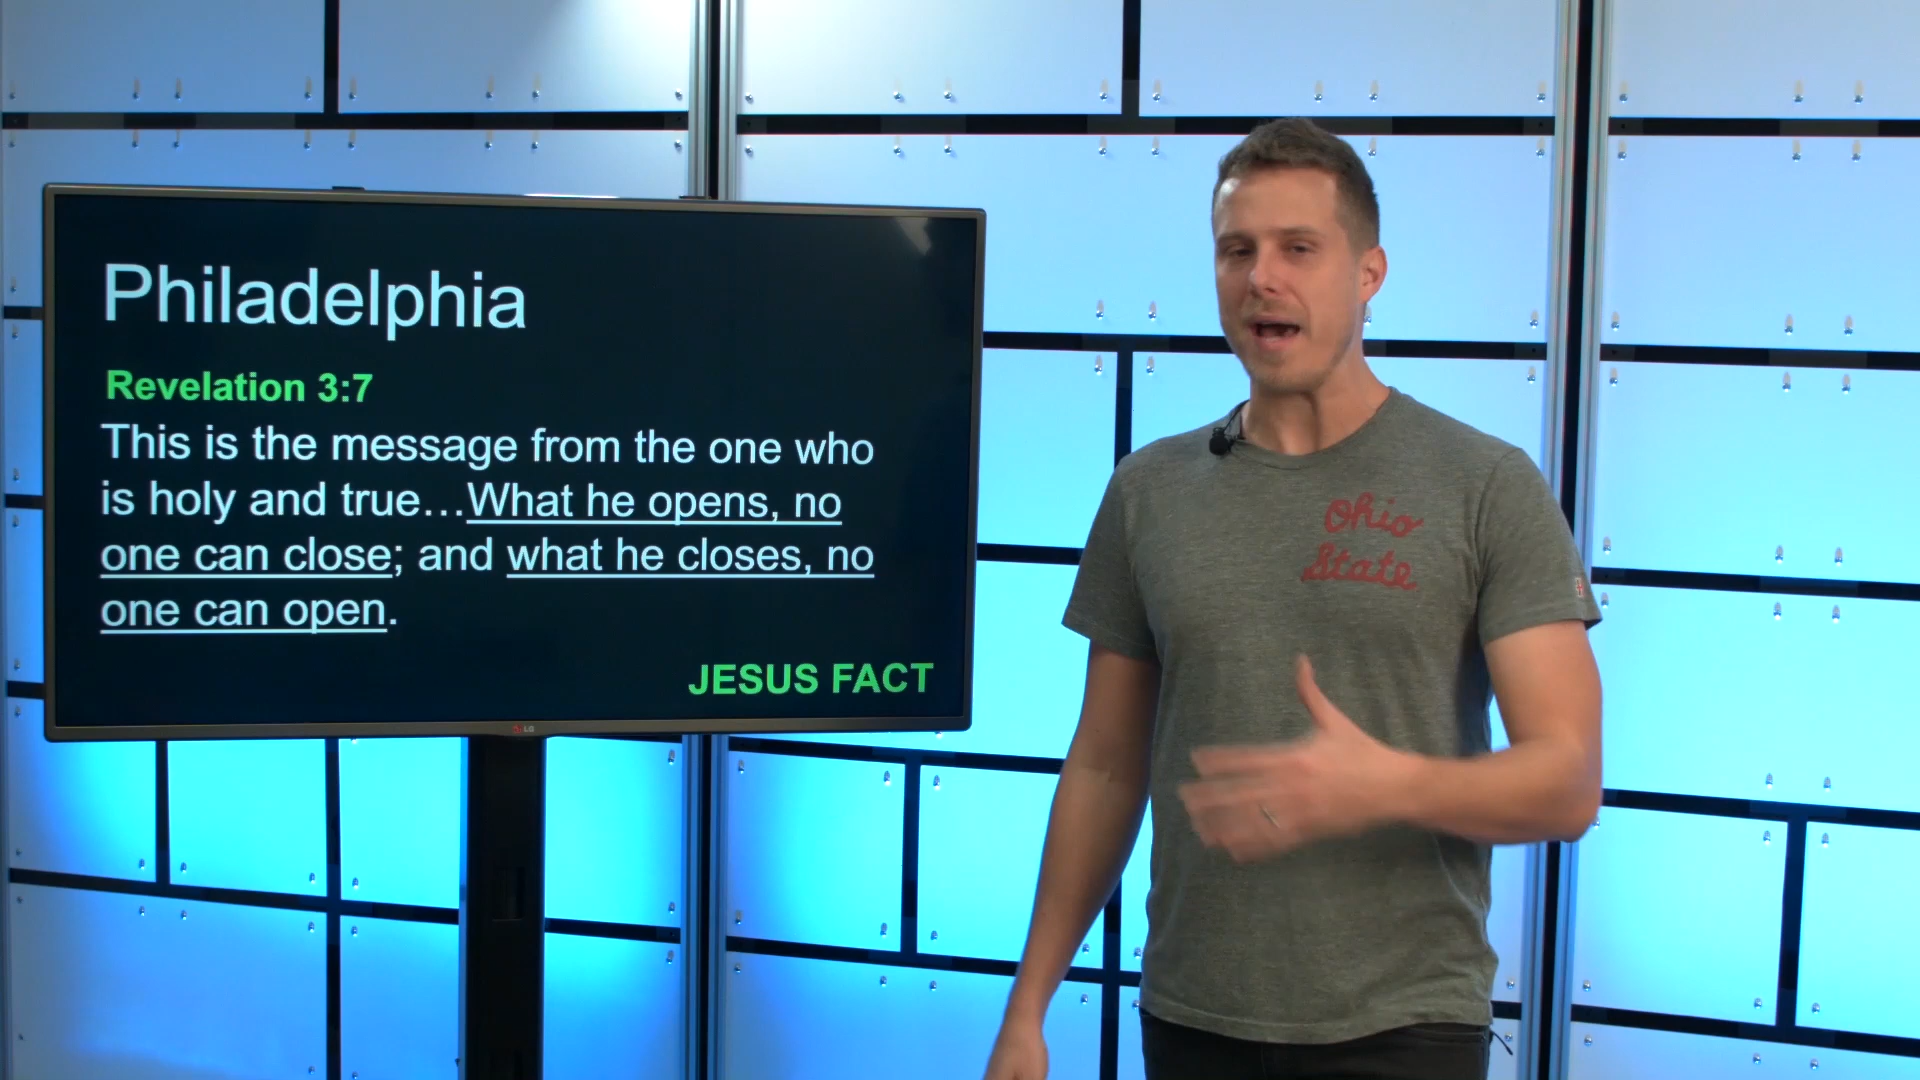 Philadelphia
Revelation 3:7
This is the message from the one who
is holy and true…What he opens, no
one can close; and what he closes, no
one can open.
JESUS FACT
LG
Ohio
State